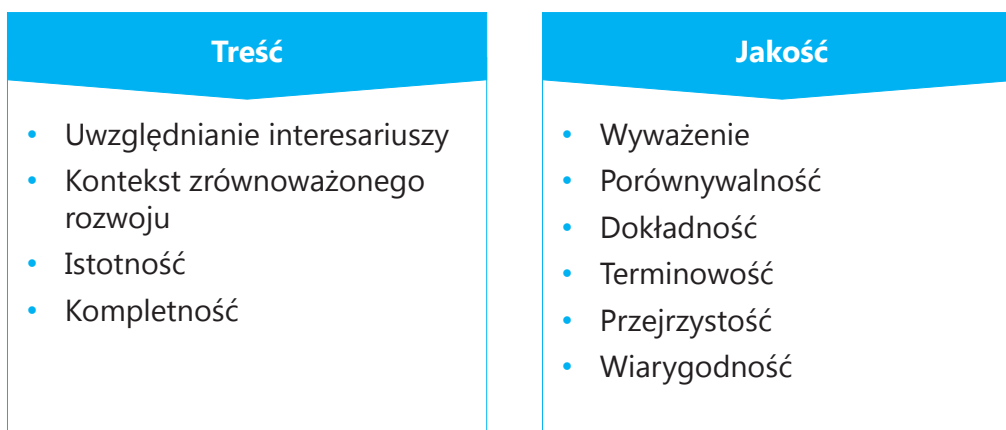 Treść
• Uwzględnianie interesariuszy
• Kontekst zrównoważonego
rozwoju
• Istotność
• Kompletność
Jakość
• Wyważenie
• Porównywalność
• Dokładność
• Terminowość
• Przejrzystość
• Wiarygodność